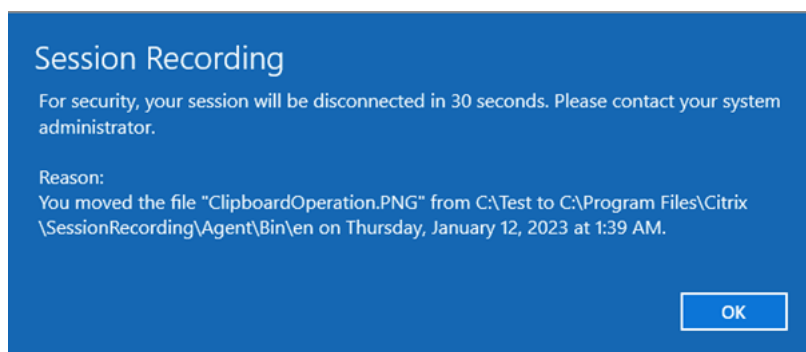 Session Recording
For security, your session will be disconnected in 30 seconds. Please contact your system
administrator.
Reason:
You moved the file "ClipboardOperation.PNG" from C:\Test to C:\Program Files\Citrix
\SessionRecording\Agent\Bin\en on Thursday, January 12, 2023 at 1:39 AM.
OK